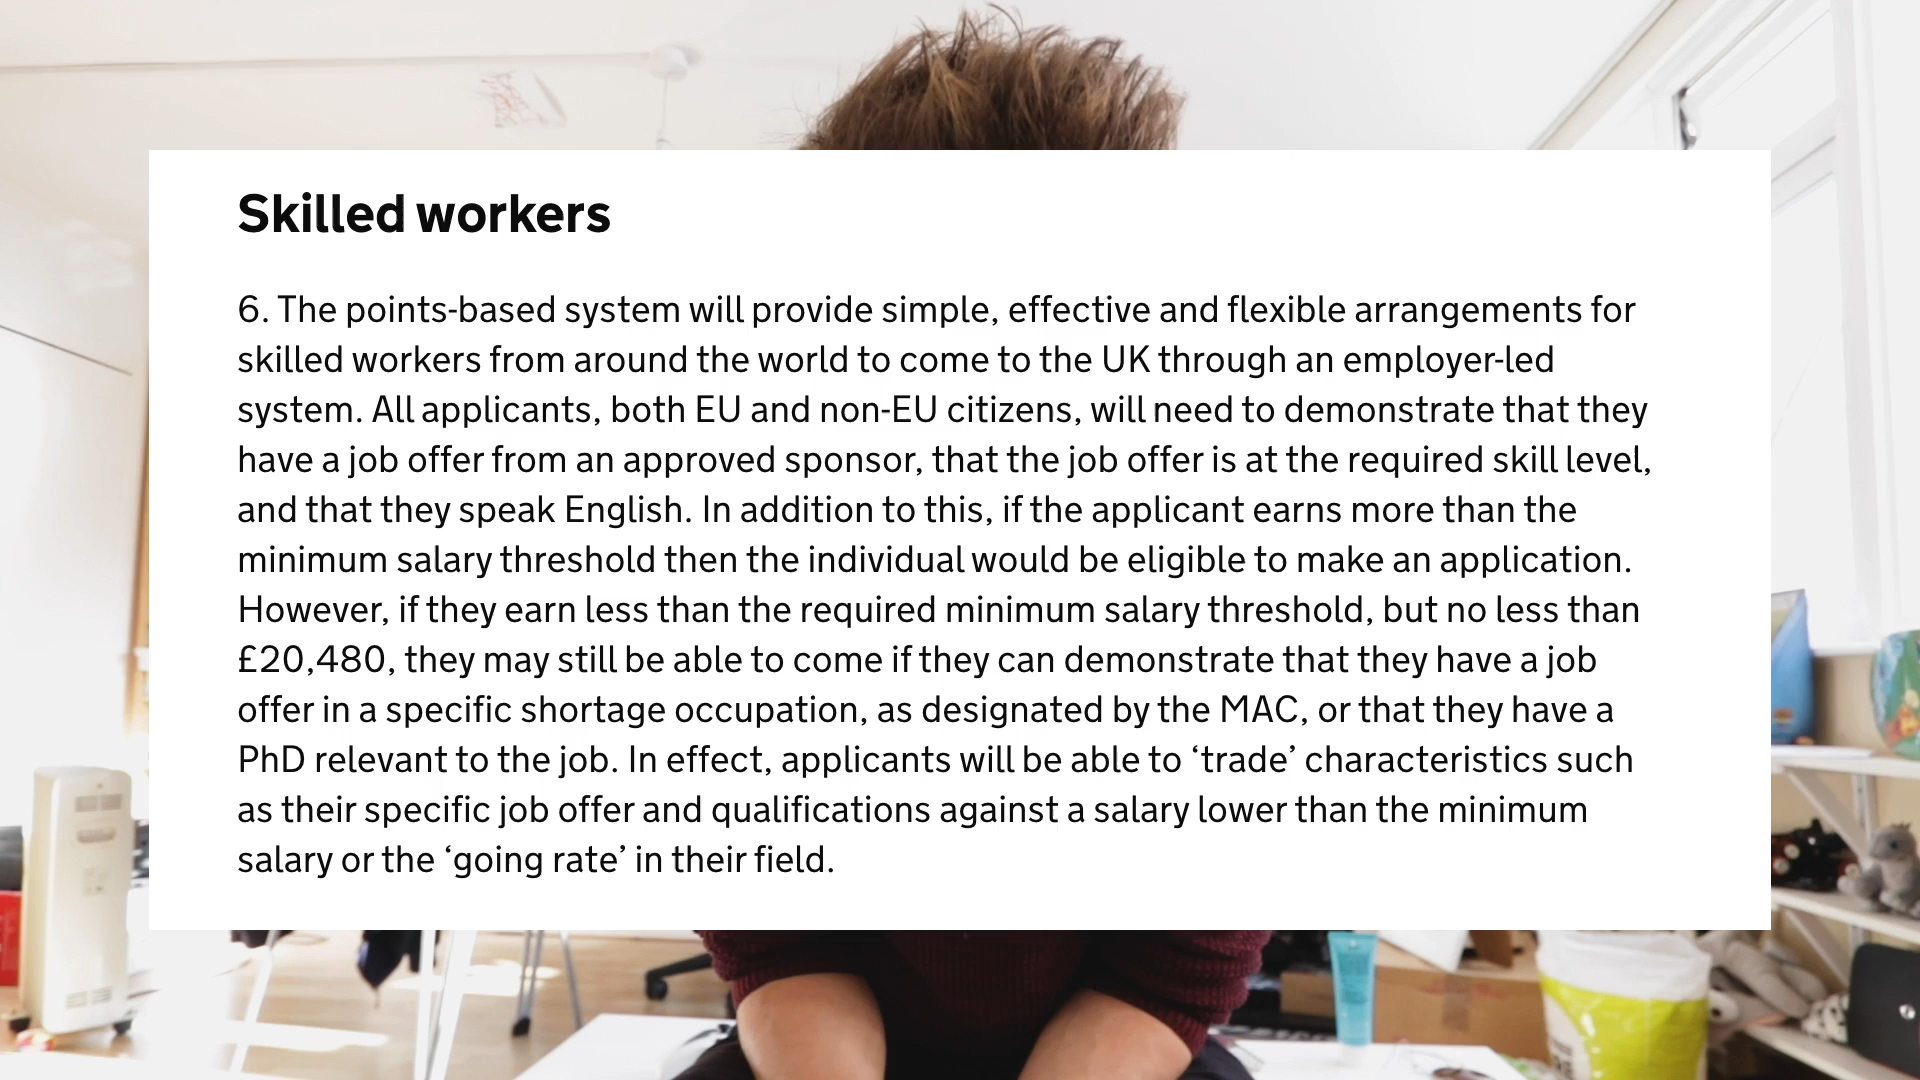 Skilled workers
6. The points-based system will provide simple, effective and flexible arrangements for
skilled workers from around the world to come to the UK through an employer-led
system. All applicants, both EU and non-EU citizens, will need to demonstrate that they
have a job offer from an approved sponsor, that the job offer is at the required skill level,
and that they speak English. In addition to this, if the applicant earns more than the
minimum salary threshold then the individual would be eligible to make an application.
However, if they earn less than the required minimum salary threshold, but no less than
£20,480, they may still be able to come if they can demonstrate that they have a job
offer in a specific shortage occupation, as designated by the MAC, or that they have a
PhD relevant to the job. In effect, applicants will be able to ‘trade’ characteristics such
as their specific job offer and qualifications against a salary lower than the minimum
salary or the ‘going rate’ in their field.